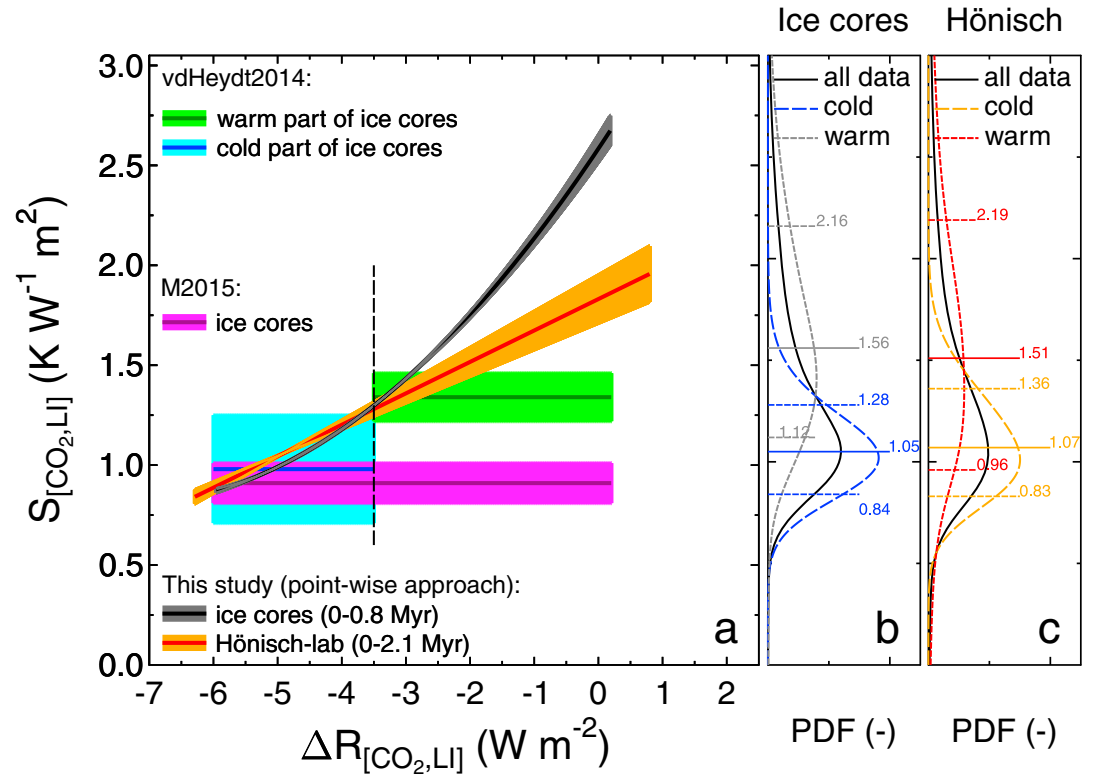 Ice cores
Hönisch
3.0
2.5
2.0
1.5
1.0
0.5
0.0
S[CO2,LI] (K W-1 m2)
vdHeydt2014:
warm part of ice cores
cold part of ice cores
M2015:
ice cores
This study (point-wise approach):
ice cores (0-0.8 Myr)
Hönisch-lab (0-2.1 Myr)
a
-7 -6 -5 -4 -3 -2 -1 0 1 2
ΔR[CO2,LI] (W m-2)
all data
cold
warm
2.16
1.56
1.28
1.12
1.05
0.84
b
PDF (-)
all data
cold
warm
2.19
1.51
1.36
1.07
0.96
0.83
c
PDF (-)